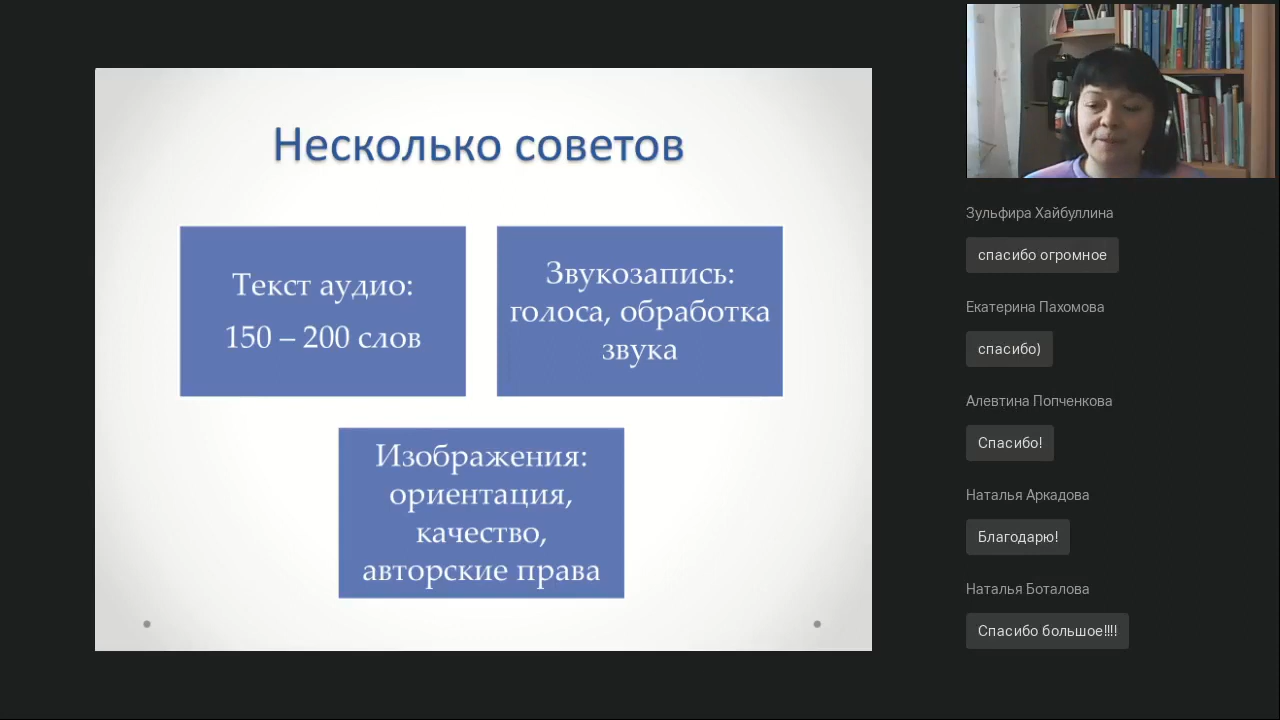 Несколько советов
Текст аудио:
150 – 200 слов
Звукозапись:
голоса, обработка
звука
Изображения:
ориентация,
качество,
авторские права
Зульфира Хайбуллина
спасибо огромное
Екатерина Пахомова
спасибо)
Алевтина Попченкова
Спасибо!
Наталья Аркадова
Благодарю!
Наталья Боталова
Спасибо большое!!!!